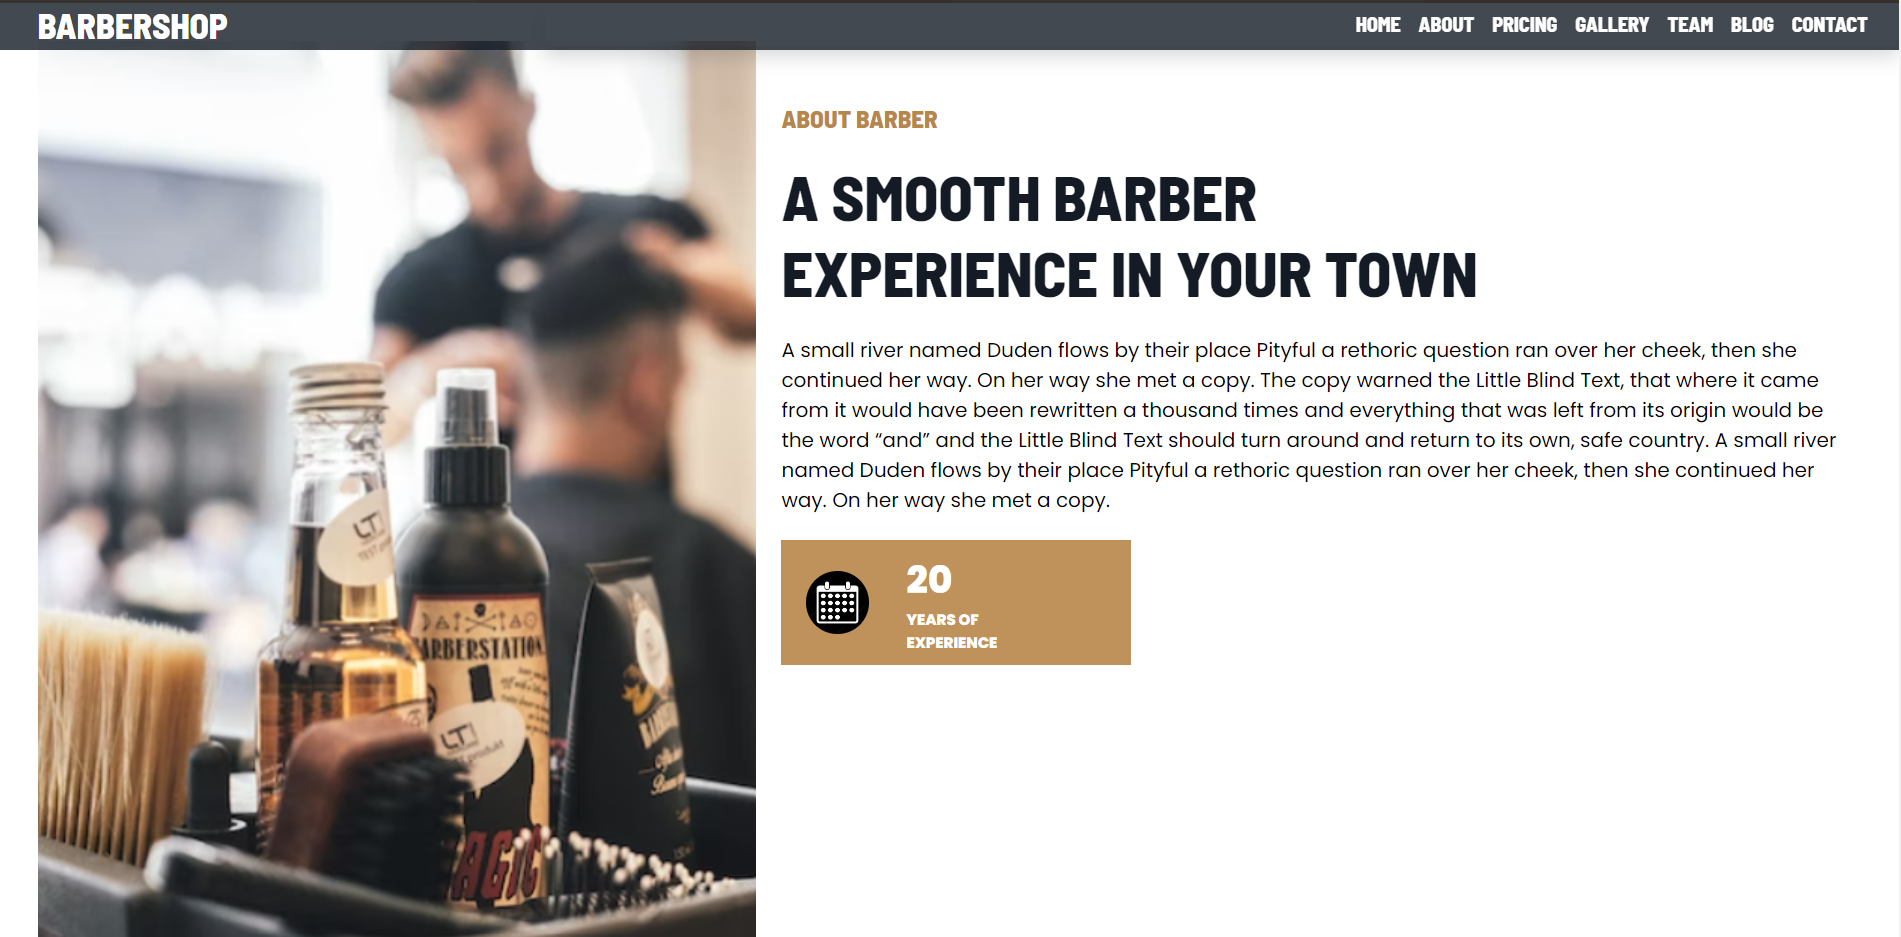 BARBERSHOP
HOME ABOUT PRICING GALLERY TEAM BLOG CONTACT
ABOUT BARBER
A SMOOTH BARBER
EXPERIENCE IN YOUR TOWN
A small river named Duden flows by their place Pityful a rethoric question ran over her cheek, then she
continued her way. On her way she met a copy. The copy warned the Little Blind Text, that where it came
from it would have been rewritten a thousand times and everything that was left from its origin would be
the word “and” and the Little Blind Text should turn around and return to its own, safe country. A small river
named Duden flows by their place Pityful a rethoric question ran over her cheek, then she continued her
way. On her way she met a copy.
20
YEARS OF
EXPERIENCE
LT
TEST
ARBERSTATION
LT
produkt
AGIC